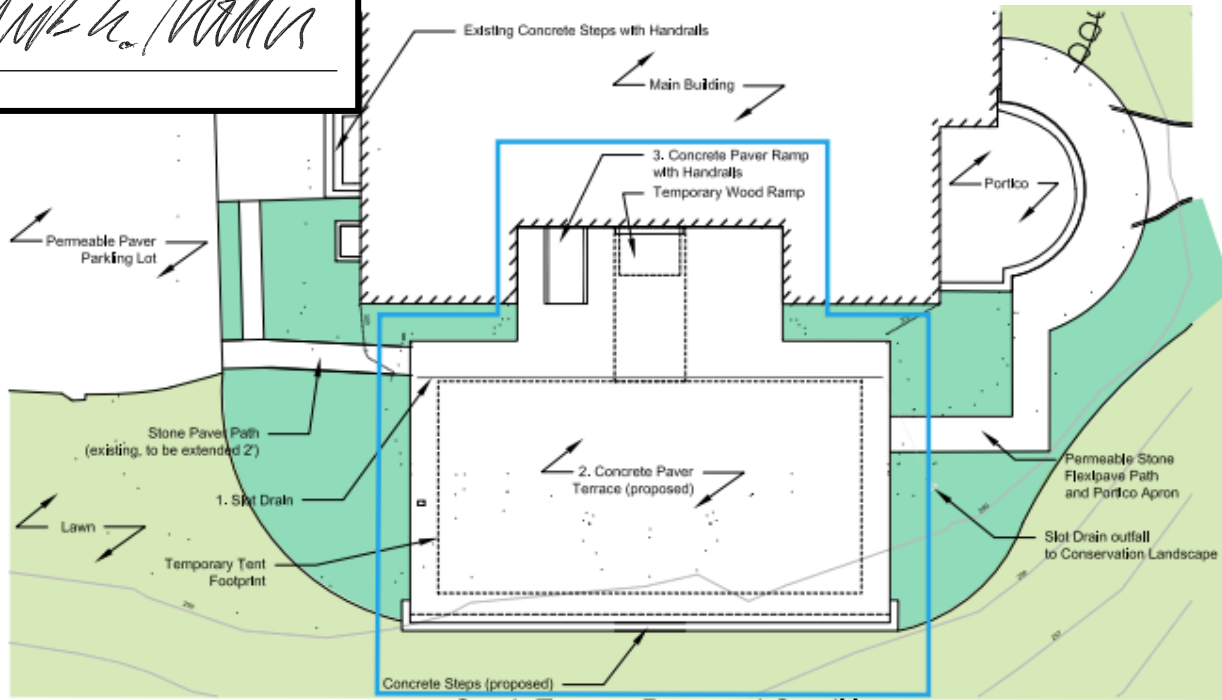 Existing Concrete Steps with Handrails
Main Building
3. Concrete Paver Ramp
with Handrails
Temporary Wood Ramp
Portico
Permeable Paver
Parking Lot
Stone Paver Path
(existing, to be extended 2')
2. Concrete Paver
Terrace (proposed)
Permeable Stone
Flexipave Path
and Portico Apron
1. Slot Drain
Lawn
Slot Drain outfall
to Conservation Landscape
Temporary Tent
Footprint
Concrete Steps (proposed)